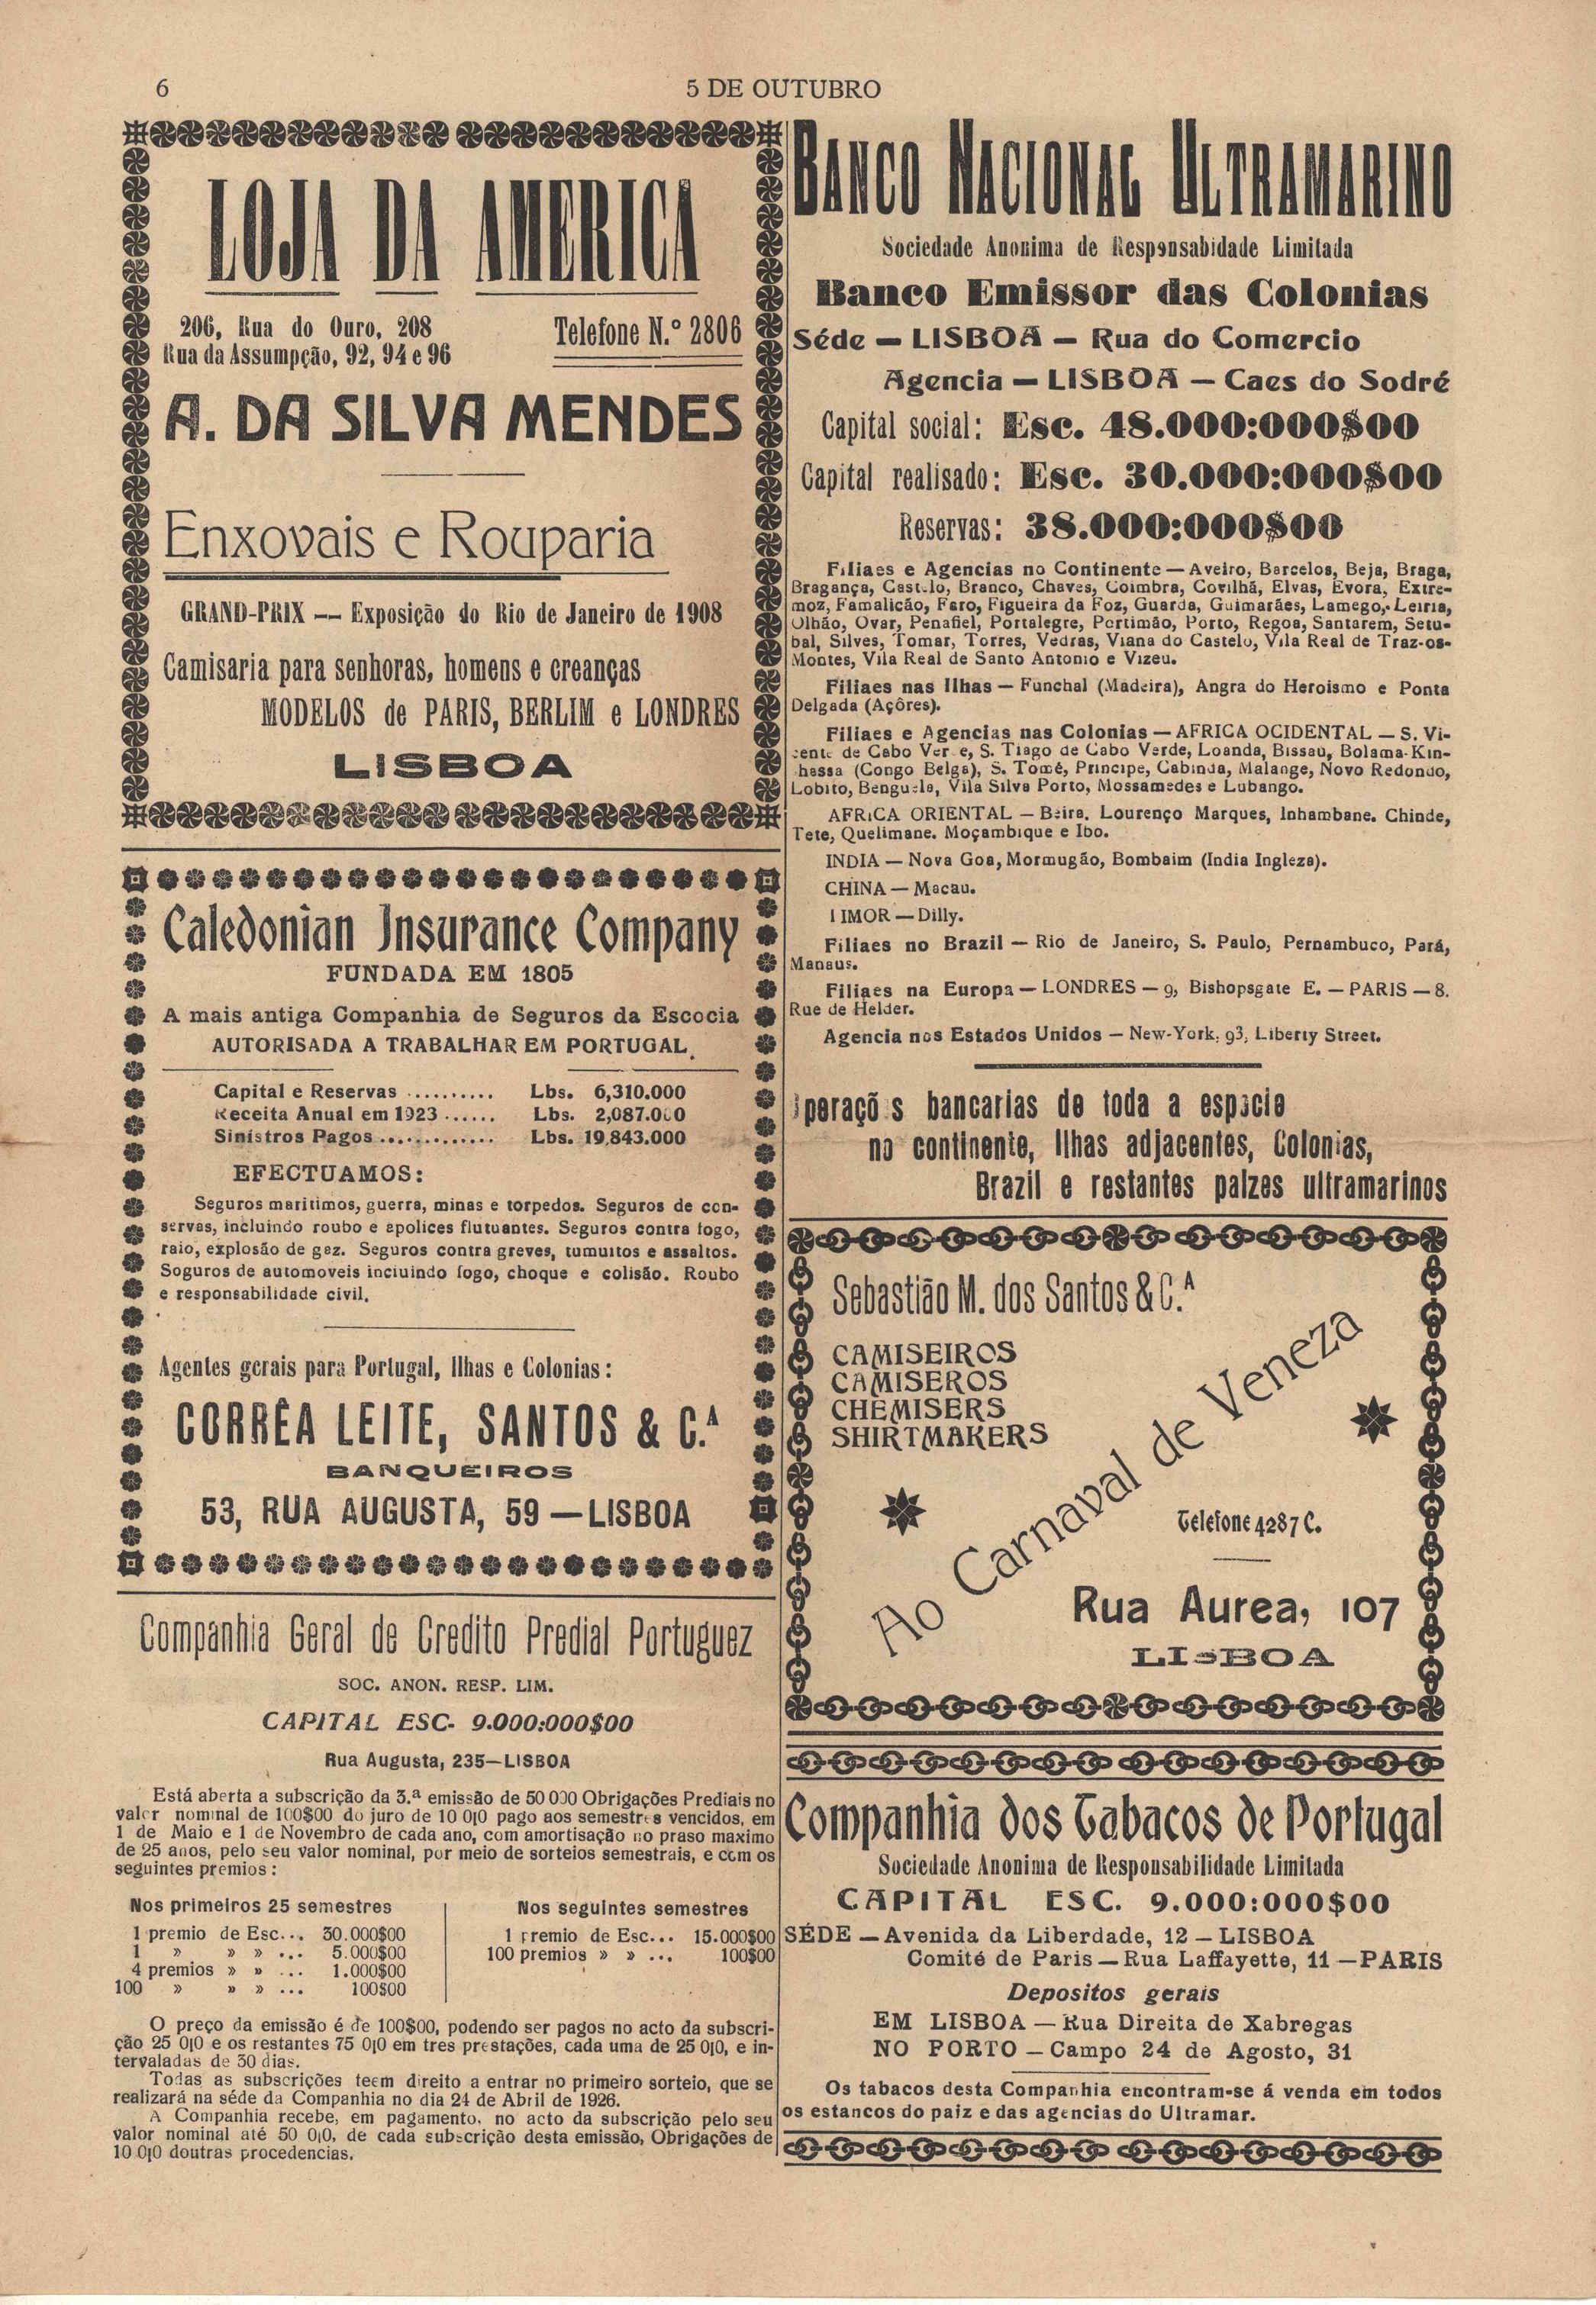 6
5 DE OUTUBRO
LOJA DA AMERICA
206, Rua do Ouro, 208
Rua da Assumpção, 92, 94 e 96
Telefone N.º 2806
A. DA SILVA MENDES
Enxovais e Rouparia
GRAND-PRIX -- Exposição do Rio de Janeiro de 1908
Camisaria para senhoras, homens e creanças
MODELOS de PARIS, BERLIM e LONDRES
LISBOA
Caledonian Insurance Company
FUNDADA EM 1805
A mais antiga Companhia de Seguros da Escocia
AUTORISADA A TRABALHAR EM PORTUGAL
Capital e Reservas .......... Lbs. 6,310.000
Receita Anual em 1923 ...... Lbs. 2,087.000
Sinistros Pagos ............. Lbs. 19,843.000
EFECTUAMOS:
Seguros maritimos, guerra, minas e torpedos. Seguros de con-
servas, incluindo roubo e apolices flutuantes. Seguros contra fogo,
raio, explosão de gaz. Seguros contra greves, tumultos e assaltos.
Soguros de automoveis incluindo fogo, choque e colisão. Roubo
e responsabilidade civil.
Agentes gerais para Portugal, Ilhas e Colonias:
CORRÊA LEITE, SANTOS & C.ᴬ
BANQUEIROS
53, RUA AUGUSTA, 59 — LISBOA
Companhia Geral de Credito Predial Portuguez
SOC. ANON. RESP. LIM.
CAPITAL ESC- 9.000:000$00
Rua Augusta, 235—LISBOA
Está aberta a subscrição da 3.ª emissão de 50 000 Obrigações Prediais no
valor nominal de 100$00 do juro de 10 0|0 pago aos semestres vencidos, em
1 de Maio e 1 de Novembro de cada ano, com amortisação no praso maximo
de 25 anos, pelo seu valor nominal, por meio de sorteios semestrais, e com os
seguintes premios:
Nos primeiros 25 semestres
1 premio de Esc... 30.000$00
1 » » » ... 5.000$00
4 premios » » ... 1.000$00
100 » » » ... 100$00
Nos seguintes semestres
1 premio de Esc... 15.000$00
100 premios » » ... 100$00
O preço da emissão é de 100$00, podendo ser pagos no acto da subscri-
ção 25 0|0 e os restantes 75 0|0 em tres prestações, cada uma de 25 0|0, e in-
tervaladas de 30 dias.
Todas as subscrições teem direito a entrar no primeiro sorteio, que se
realizará na séde da Companhia no dia 24 de Abril de 1926.
A Companhia recebe, em pagamento, no acto da subscrição pelo seu
valor nominal até 50 0|0, de cada subscrição desta emissão, Obrigações de
10 0|0 doutras procedencias.
BANCO NACIONAL ULTRAMARINO
Sociedade Anonima de Responsabidade Limitada
Banco Emissor das Colonias
Séde — LISBOA — Rua do Comercio
Agencia — LISBOA — Caes do Sodré
Capital social: Esc. 48.000:000$00
Capital realisado: Esc. 30.000:000$00
Reservas: 38.000:000$00
Filiaes e Agencias no Continente — Aveiro, Barcelos, Beja, Braga,
Bragança, Castelo, Branco, Chaves, Coimbra, Covilhã, Elvas, Evora, Extre-
moz, Famalicão, Faro, Figueira da Foz, Guarda, Guimarães, Lamego, Leiria,
Olhão, Ovar, Penafiel, Portalegre, Portimão, Porto, Regoa, Santarem, Setu-
bal, Silves, Tomar, Torres, Vedras, Viana do Castelo, Vila Real de Traz-os-
Montes, Vila Real de Santo Antonio e Vizeu.
Filiaes nas Ilhas — Funchal (Madeira), Angra do Heroismo e Ponta
Delgada (Açôres).
Filiaes e Agencias nas Colonias — AFRICA OCIDENTAL — S. Vi-
cente de Cabo Ver e, S. Tiago de Cabo Verde, Loanda, Bissau, Bolama-Kin-
hassa (Congo Belga), S. Tomé, Principe, Cabinda, Malange, Novo Redondo,
Lobito, Benguela, Vila Silva Porto, Mossamedes e Lubango.
AFRICA ORIENTAL — Beira, Lourenço Marques, Inhambane. Chinde,
Tete, Quelimane. Moçambique e Ibo.
INDIA — Nova Goa, Mormugão, Bombaim (India Ingleza).
CHINA — Macau.
TIMOR — Dilly.
Filiaes no Brazil — Rio de Janeiro, S. Paulo, Pernambuco, Pará,
Manaus.
Filiaes na Europa — LONDRES — 9, Bishopsgate E. — PARIS — 8.
Rue de Helder.
Agencia nos Estados Unidos — New-York, 93, Liberty Street.
Operaçõ s bancarias de toda a especie
no continente, Ilhas adjacentes, Colonias,
Brazil e restantes paizes ultramarinos
Sebastião M. dos Santos & C.ᴬ
CAMISEIROS
CAMISEROS
CHEMISERS
SHIRTMAKERS
Ao Carnaval de Veneza
Telefone 4287 C.
Rua Aurea, 107
LISBOA
Companhia dos Tabacos de Portugal
Sociedade Anonima de Responsabilidade Limitada
CAPITAL ESC. 9.000:000$00
SÉDE — Avenida da Liberdade, 12 — LISBOA
Comité de Paris — Rua Laffayette, 11 — PARIS
Depositos gerais
EM LISBOA — Rua Direita de Xabregas
NO PORTO — Campo 24 de Agosto, 31
Os tabacos desta Companhia encontram-se á venda em todos
os estancos do paiz e das agencias do Ultramar.